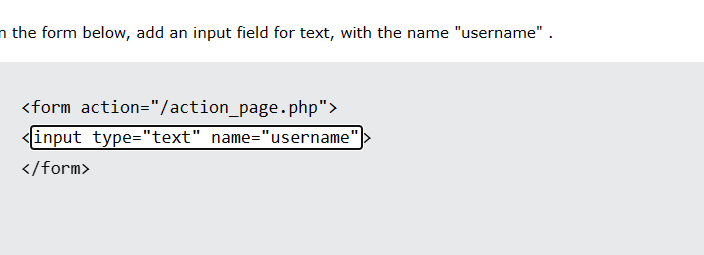 n the form below, add an input field for text, with the name "username" .
<form action="/action_page.php">
<input type="text" name="username">
</form>